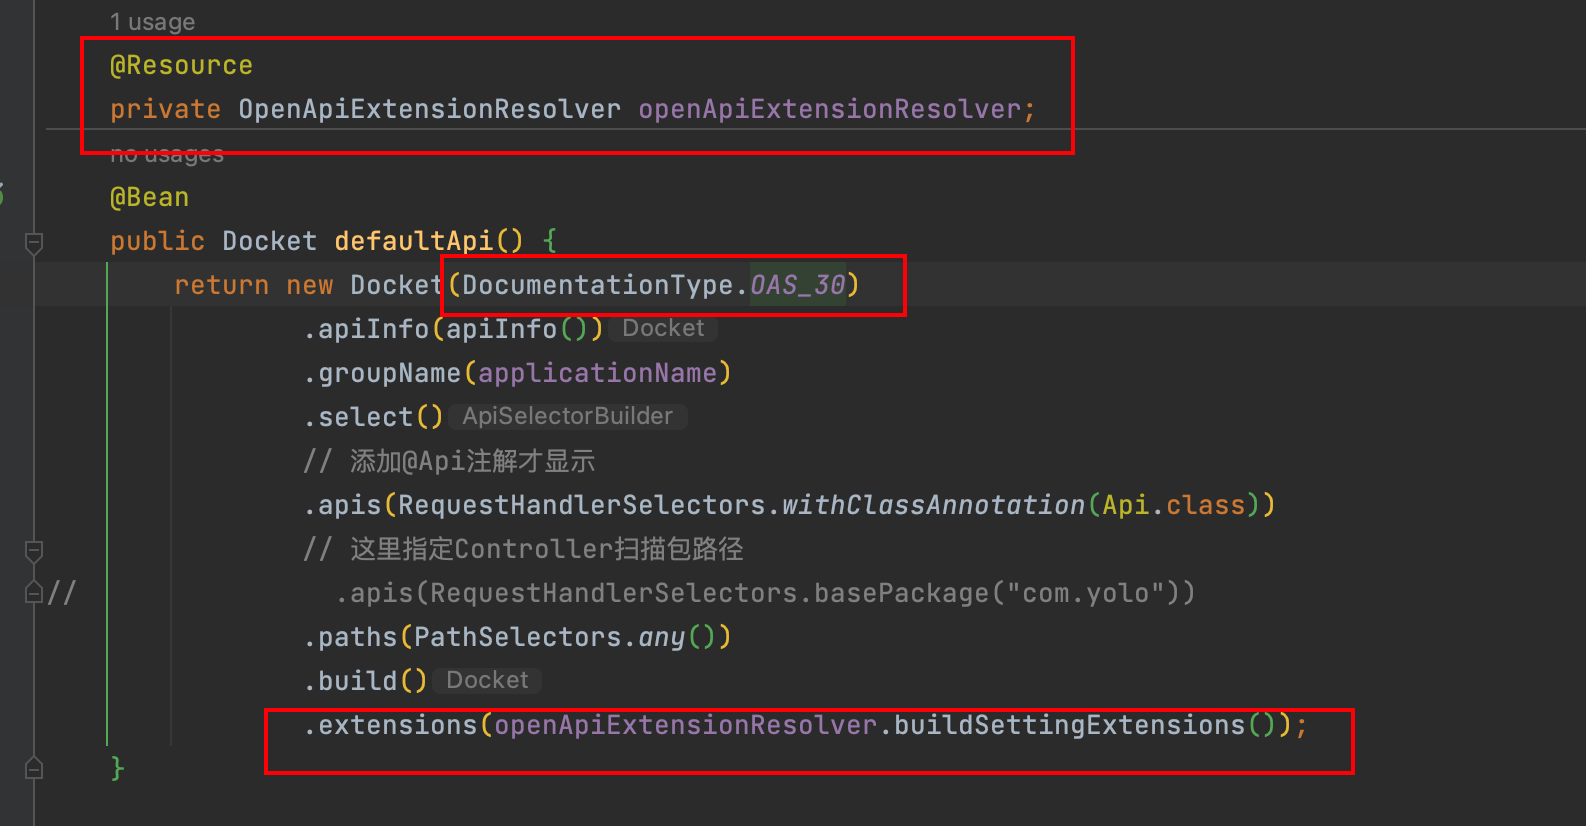 1 usage
@Resource
private OpenApiExtensionResolver openApiExtensionResolver;
no usages
@Bean
public Docket defaultApi() {
return new Docket(DocumentationType.OAS_30)
.apiInfo(apiInfo()) Docket
.groupName(applicationName)
.select() ApiSelectorBuilder
// 添加@Api注解才显示
.apis(RequestHandlerSelectors.withClassAnnotation(Api.class))
// 这里指定Controller扫描包路径
// .apis(RequestHandlerSelectors.basePackage("com.yolo"))
.paths(PathSelectors.any())
.build() Docket
.extensions(openApiExtensionResolver.buildSettingExtensions());
}